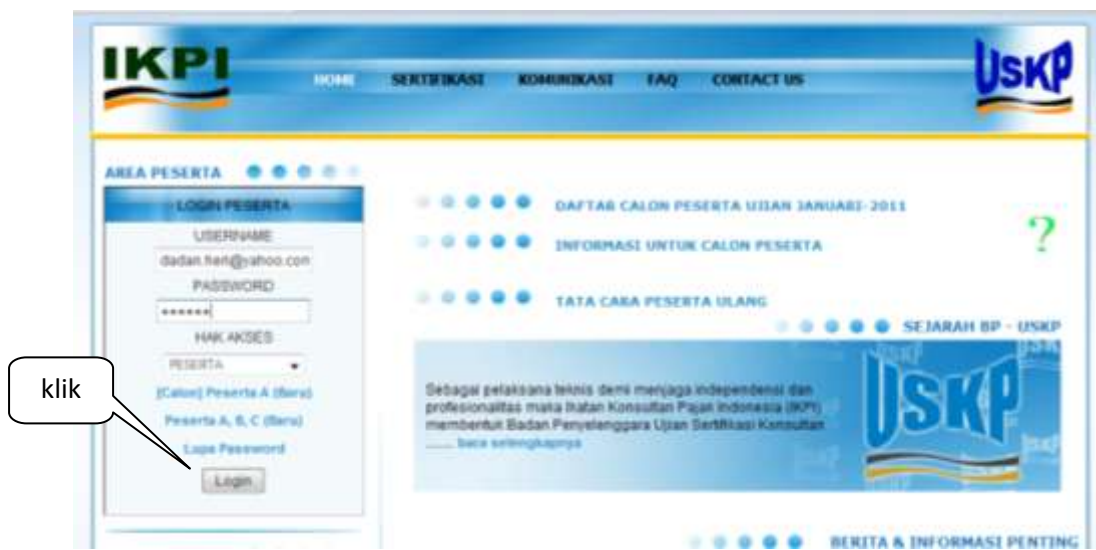 IKPI
HOME SERTIFIKASI KOMUNIKASI FAQ CONTACT US
USKP
AREA PESERTA
LOGIN PESERTA
USERNAME
dadan.heri@yahoo.com
PASSWORD
••••••
HAK AKSES
PESERTA
[Calon] Peserta A (Baru)
Peserta A, B, C (Baru)
Lupa Password
Login
klik
DAFTAR CALON PESERTA UJIAN JANUARI-2011
INFORMASI UNTUK CALON PESERTA
TATA CARA PESERTA ULANG
?
SEJARAH BP - USKP
Sebagai pelaksana teknis demi menjaga independensi dan
profesionalitas maka Ikatan Konsultan Pajak Indonesia (IKPI)
membentuk Badan Penyelenggara Ujian Sertifikasi Konsultan
....... baca selengkapnya
USKP
BERITA & INFORMASI PENTING